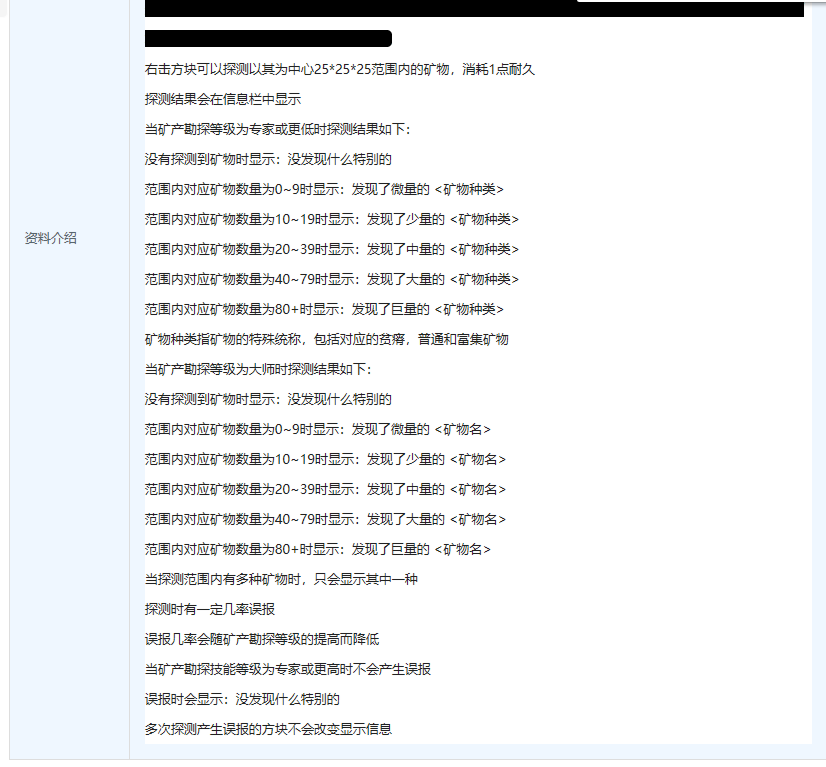 右击方块可以探测以其为中心25*25*25范围内的矿物，消耗1点耐久
探测结果会在信息栏中显示
当矿产勘探等级为专家或更低时探测结果如下：
没有探测到矿物时显示：没发现什么特别的
范围内对应矿物数量为0~9时显示：发现了微量的 <矿物种类>
范围内对应矿物数量为10~19时显示：发现了少量的 <矿物种类>
范围内对应矿物数量为20~39时显示：发现了中量的 <矿物种类>
资料介绍
范围内对应矿物数量为40~79时显示：发现了大量的 <矿物种类>
范围内对应矿物数量为80+时显示：发现了巨量的 <矿物种类>
矿物种类指矿物的特殊统称，包括对应的贫瘠，普通和富集矿物
当矿产勘探等级为大师时探测结果如下：
没有探测到矿物时显示：没发现什么特别的
范围内对应矿物数量为0~9时显示：发现了微量的 <矿物名>
范围内对应矿物数量为10~19时显示：发现了少量的 <矿物名>
范围内对应矿物数量为20~39时显示：发现了中量的 <矿物名>
范围内对应矿物数量为40~79时显示：发现了大量的 <矿物名>
范围内对应矿物数量为80+时显示：发现了巨量的 <矿物名>
当探测范围内有多种矿物时，只会显示其中一种
探测时有一定几率误报
误报几率会随矿产勘探等级的提高而降低
当矿产勘探技能等级为专家或更高时不会产生误报
误报时会显示：没发现什么特别的
多次探测产生误报的方块不会改变显示信息